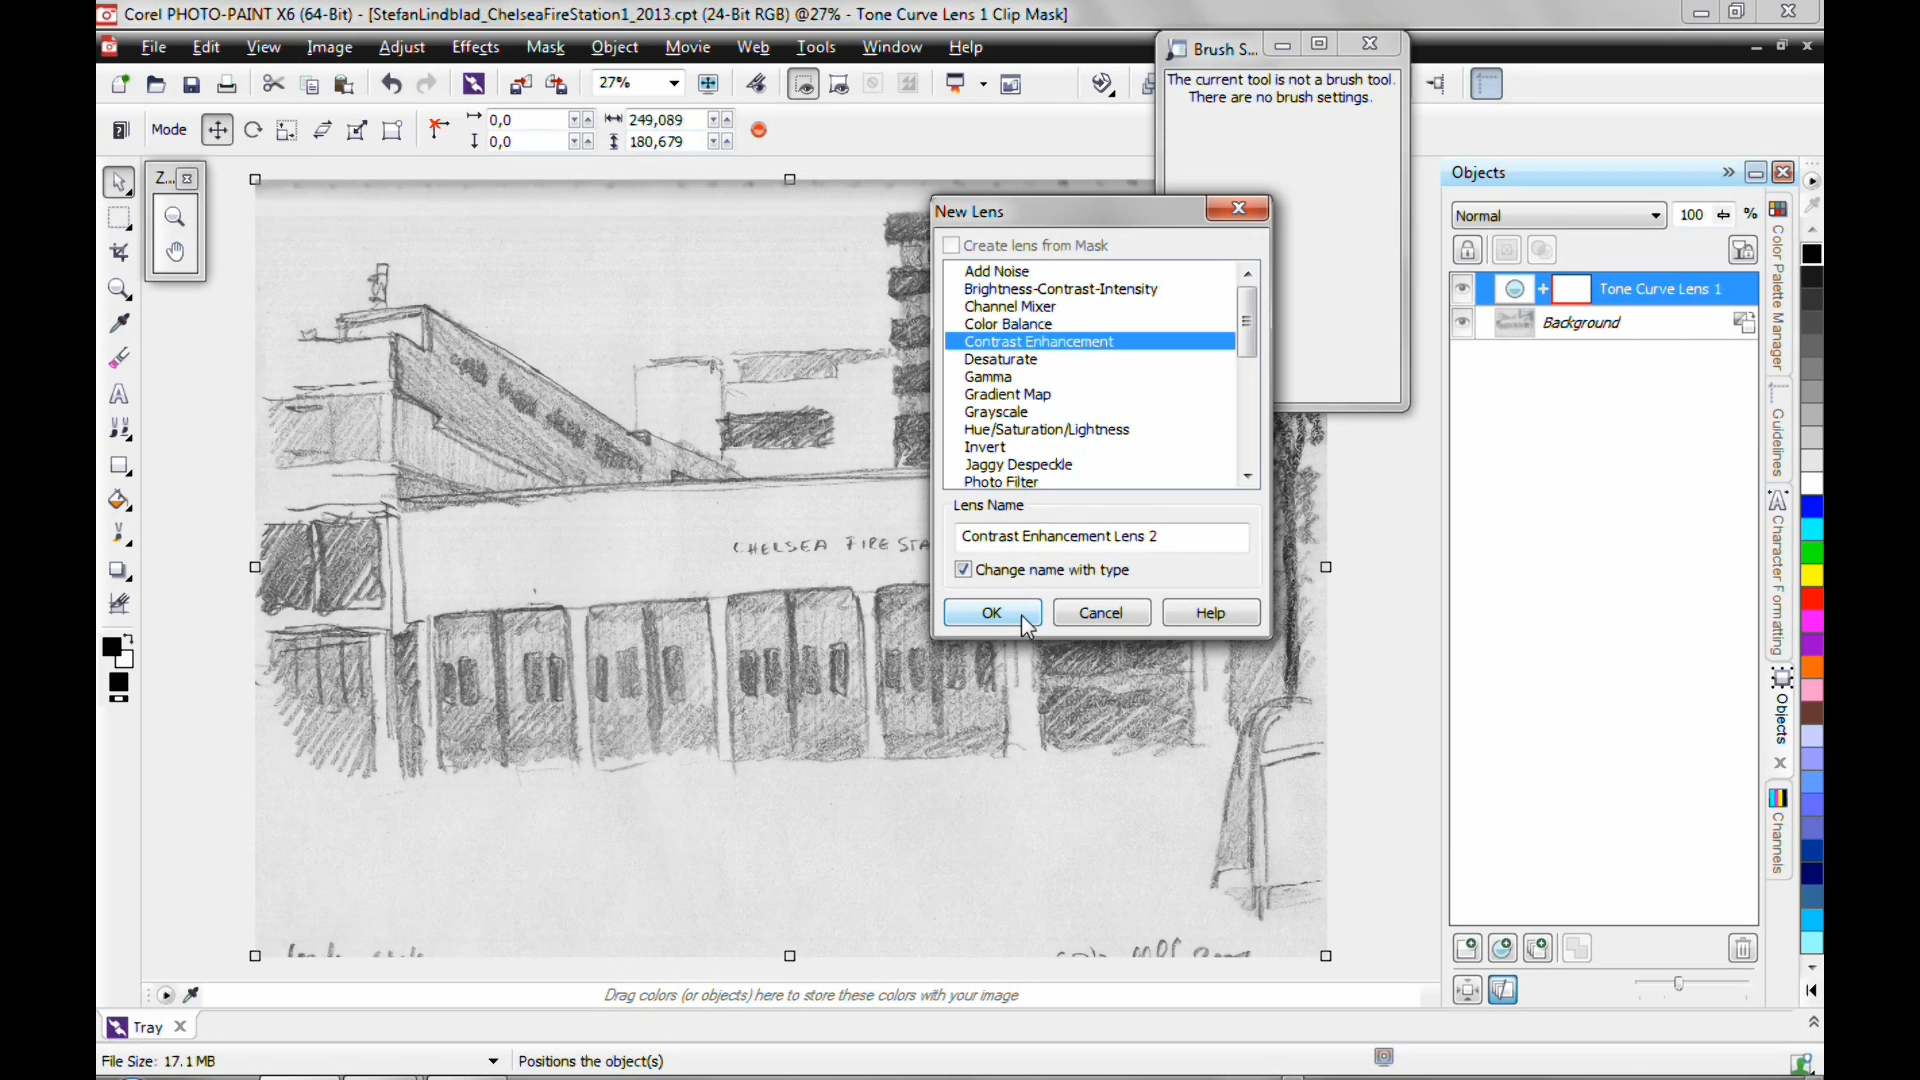 Corel PHOTO-PAINT X6 (64-Bit) - [StefanLindblad_ChelseaFireStation1_2013.cpt (24-Bit RGB) @27% - Tone Curve Lens 1 Clip Mask]
File Edit View Image Adjust Effects Mask Object Movie Web Tools Window Help
27%
Mode
0,0
249,089
0,0
180,679
Z...
Brush S...
The current tool is not a brush tool.
There are no brush settings.
New Lens
Create lens from Mask
Add Noise
Brightness-Contrast-Intensity
Channel Mixer
Color Balance
Contrast Enhancement
Desaturate
Gamma
Gradient Map
Grayscale
Hue/Saturation/Lightness
Invert
Jaggy Despeckle
Photo Filter
Lens Name
Contrast Enhancement Lens 2
Change name with type
OK Cancel Help
CHELSEA FIRE STA
Objects
Normal
100 %
Tone Curve Lens 1
Background
Color Palette Manager
Guidelines
Character Formatting
Objects
Channels
Drag colors (or objects) here to store these colors with your image
Tray
File Size: 17.1MB
Positions the object(s)